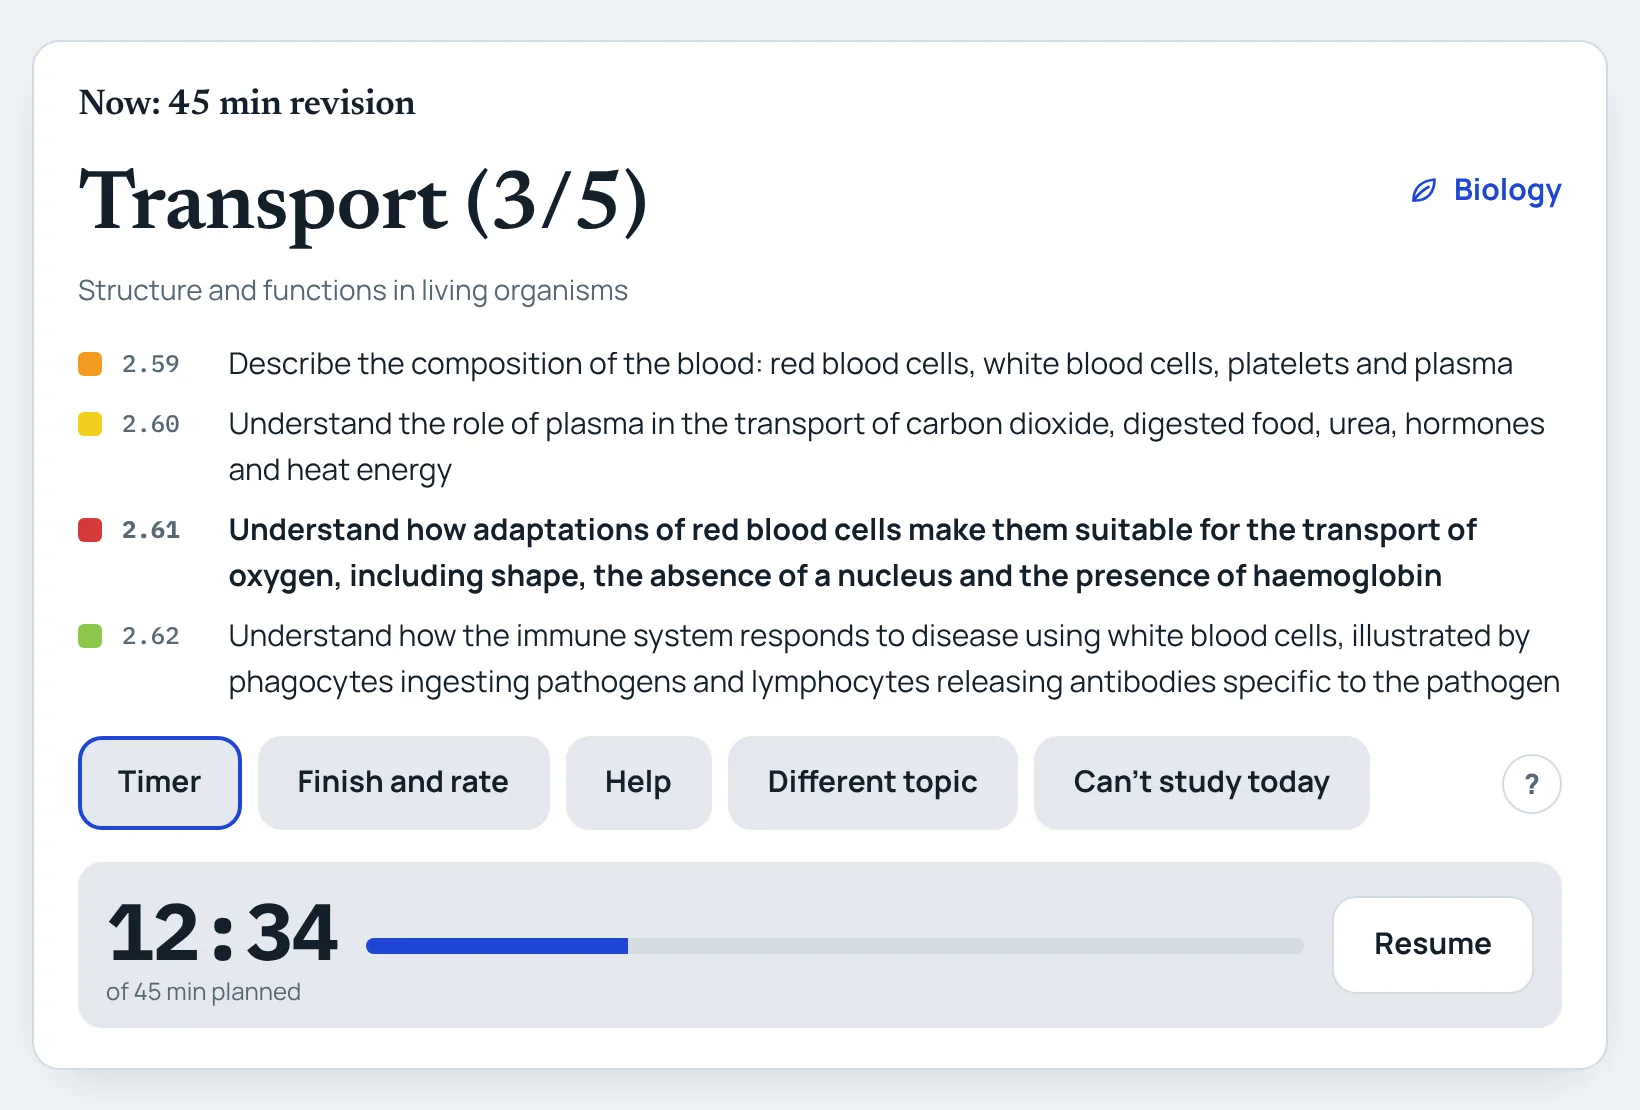 Now: 45 min revision
Transport (3/5)
Biology
Structure and functions in living organisms
2.59 Describe the composition of the blood: red blood cells, white blood cells, platelets and plasma
2.60 Understand the role of plasma in the transport of carbon dioxide, digested food, urea, hormones
and heat energy
2.61 Understand how adaptations of red blood cells make them suitable for the transport of
oxygen, including shape, the absence of a nucleus and the presence of haemoglobin
2.62 Understand how the immune system responds to disease using white blood cells, illustrated by
phagocytes ingesting pathogens and lymphocytes releasing antibodies specific to the pathogen
Timer Finish and rate Help Different topic Can’t study today ?
12:34
of 45 min planned
Resume